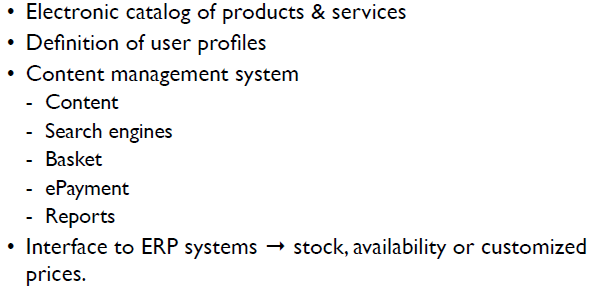 • Electronic catalog of products & services
• Definition of user profiles
• Content management system
- Content
- Search engines
- Basket
- ePayment
- Reports
• Interface to ERP systems → stock, availability or customized
prices.